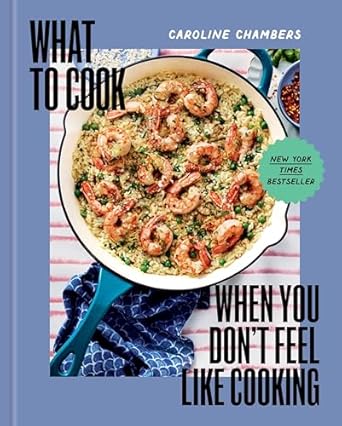 CAROLINE CHAMBERS
WHAT
TO COOK
NEW YORK
TIMES
BESTSELLER
WHEN YOU
DON'T FEEL
LIKE COOKING